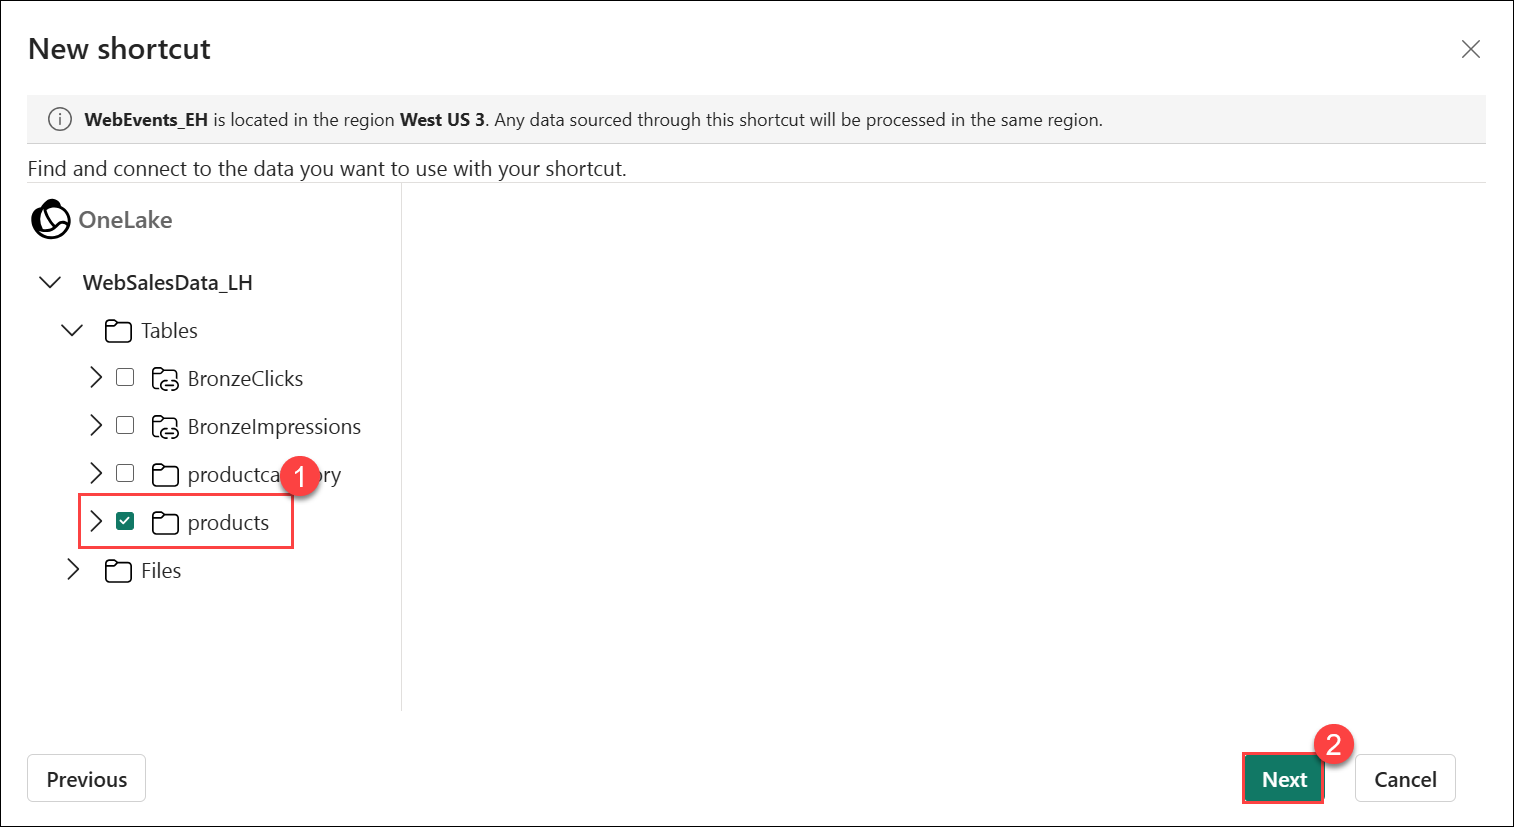 New shortcut
WebEvents_EH is located in the region West US 3. Any data sourced through this shortcut will be processed in the same region.
Find and connect to the data you want to use with your shortcut.
OneLake
WebSalesData_LH
Tables
BronzeClicks
BronzeImpressions
productca ry
1
products
Files
Previous
Next
2
Cancel